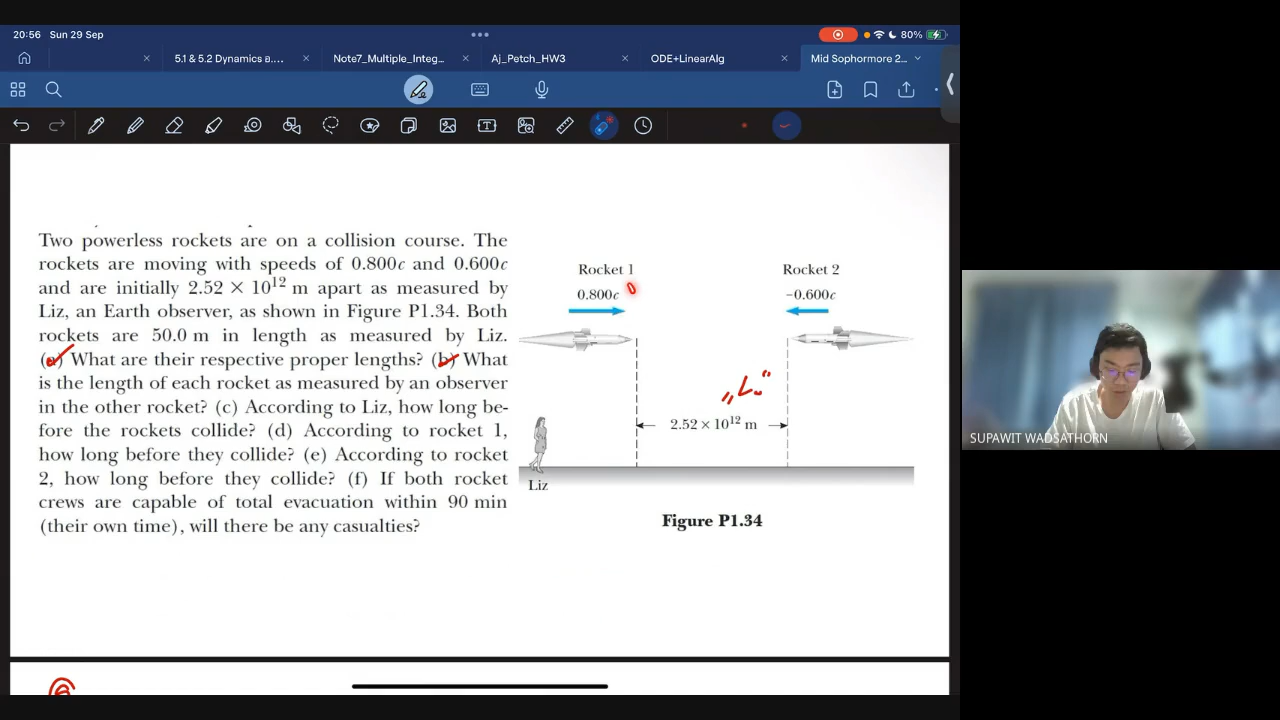 20:56 Sun 29 Sep
80%
5.1 & 5.2 Dynamics a....
Note7_Multiple_Integ...
Aj_Petch_HW3
ODE+LinearAlg
Mid Sophormore 2...
Two powerless rockets are on a collision course. The
rockets are moving with speeds of 0.800c and 0.600c
and are initially 2.52 × 10¹² m apart as measured by
Liz, an Earth observer, as shown in Figure P1.34. Both
rockets are 50.0 m in length as measured by Liz.
(a) What are their respective proper lengths? (b) What
is the length of each rocket as measured by an observer
in the other rocket? (c) According to Liz, how long be-
fore the rockets collide? (d) According to rocket 1,
how long before they collide? (e) According to rocket
2, how long before they collide? (f) If both rocket
crews are capable of total evacuation within 90 min
(their own time), will there be any casualties?
Rocket 1
0.800c
Rocket 2
−0.600c
„L₀“
2.52 × 10¹² m
Liz
Figure P1.34
SUPAWIT WADSATHORN